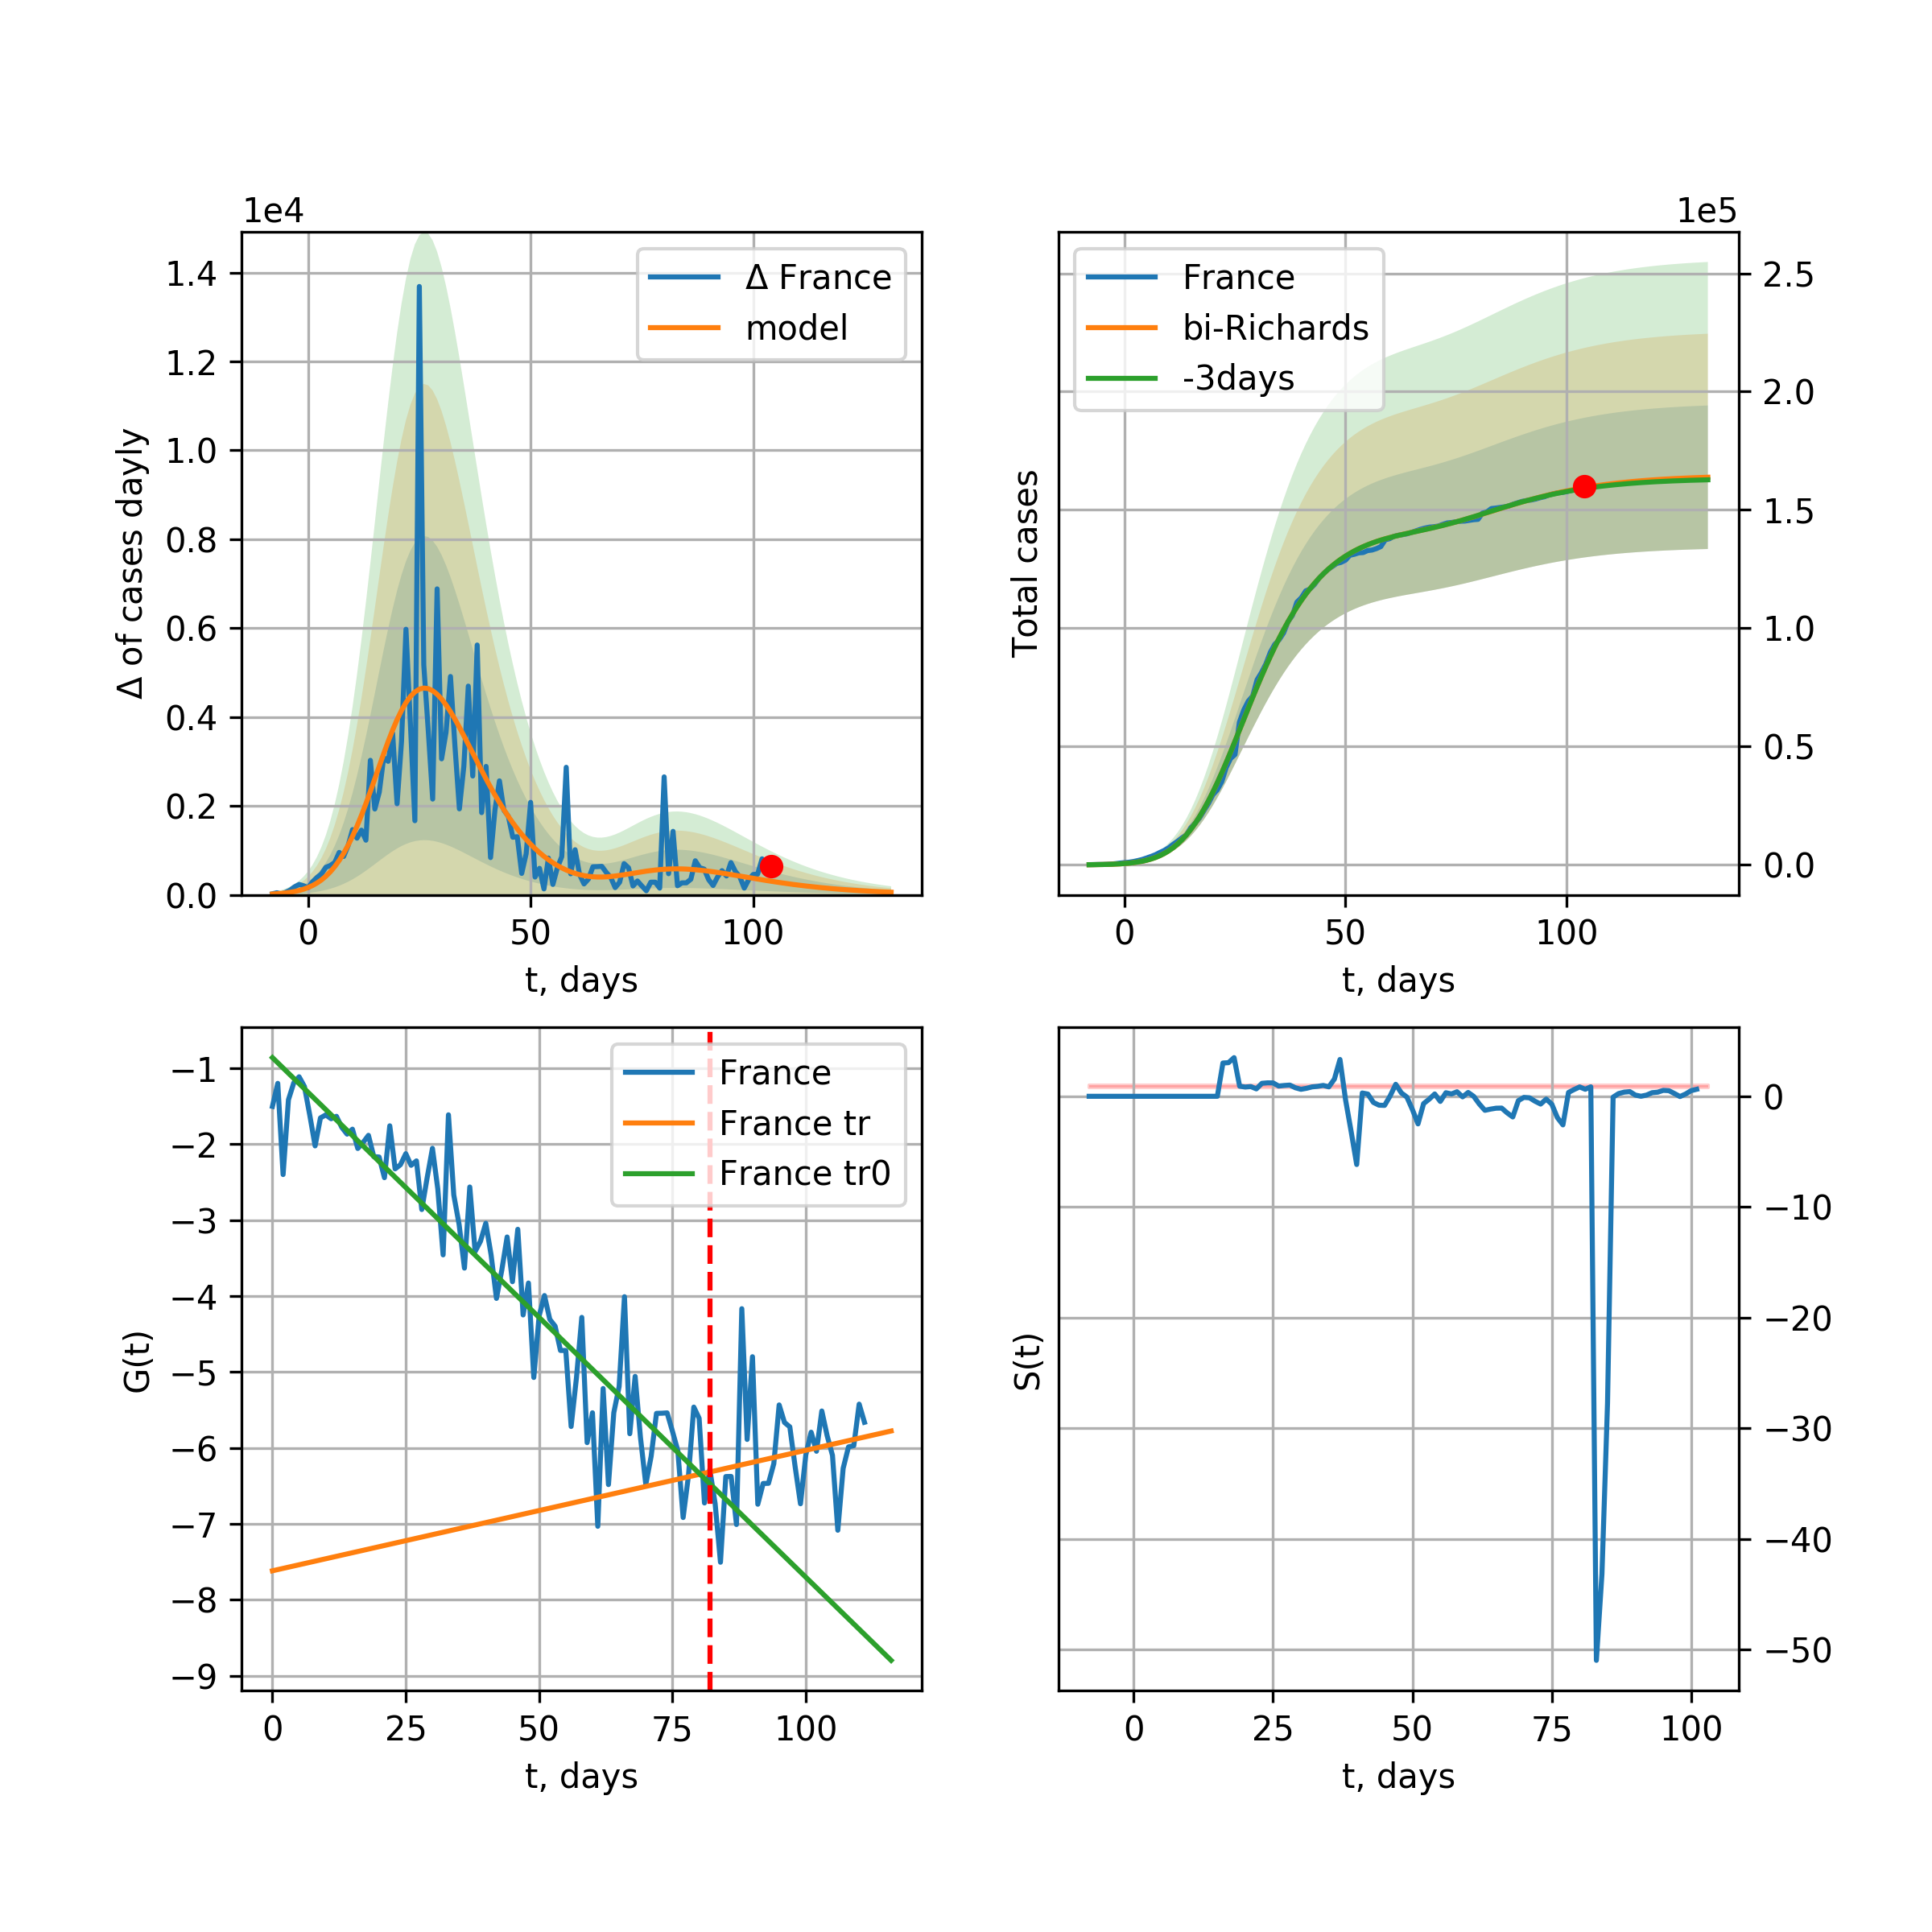 1e4
Δ France
model
1.4
1.2
1.0
0.8
0.6
0.4
0.2
0.0
Δ of cases dayly
0
50
100
t, days
1e5
France
bi-Richards
-3days
2.5
2.0
1.5
1.0
0.5
0.0
Total cases
0
50
100
t, days
France
France tr
France tr0
−1
−2
−3
−4
−5
−6
−7
−8
−9
G(t)
0
25
50
75
100
t, days
0
−10
−20
−30
−40
−50
S(t)
0
25
50
75
100
t, days